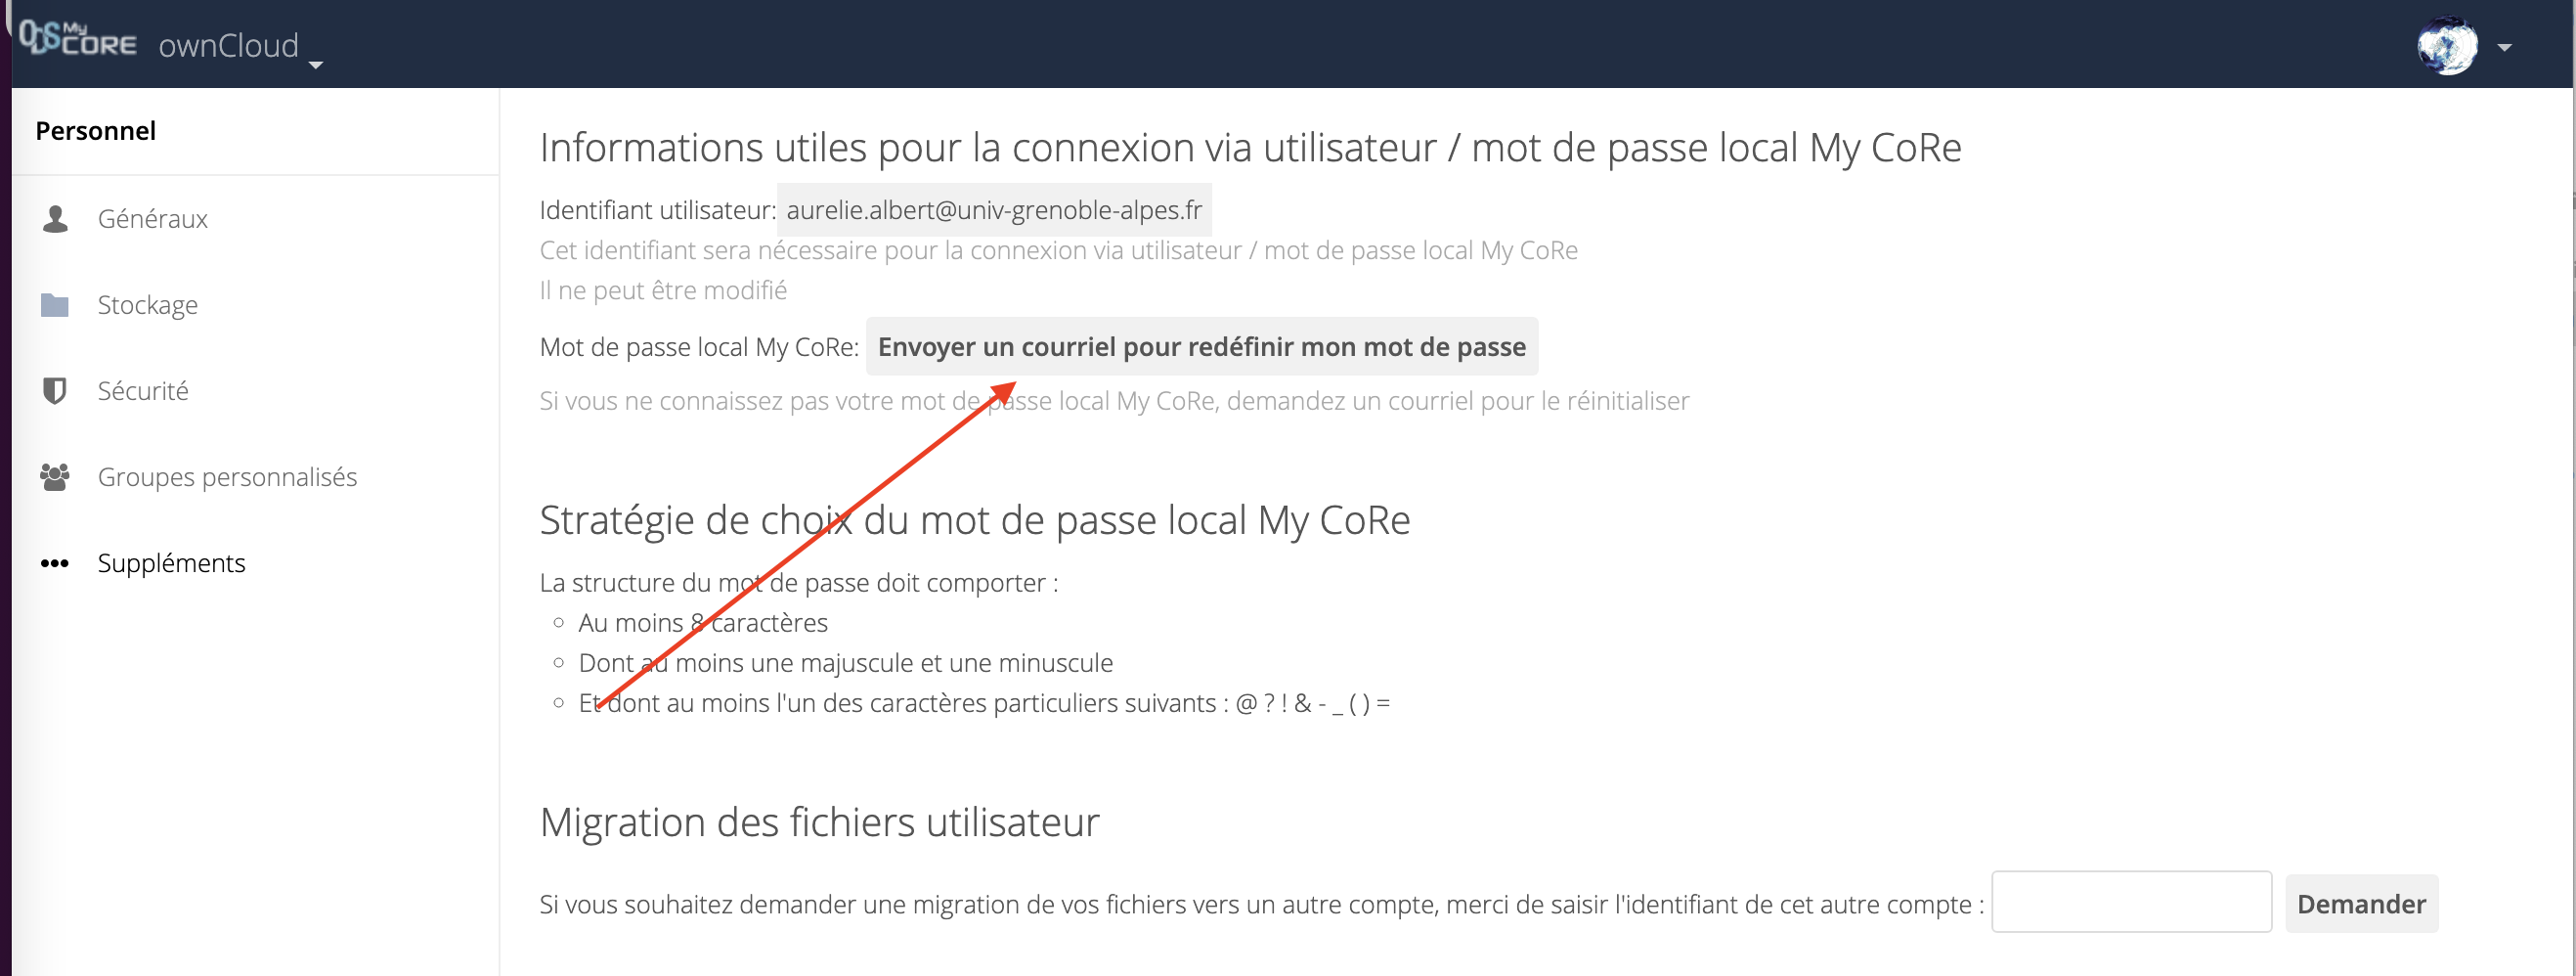 ODS My CORE ownCloud
Personnel
Généraux
Stockage
Sécurité
Groupes personnalisés
Suppléments
Informations utiles pour la connexion via utilisateur / mot de passe local My CoRe
Identifiant utilisateur: aurelie.albert@univ-grenoble-alpes.fr
Cet identifiant sera nécessaire pour la connexion via utilisateur / mot de passe local My CoRe
Il ne peut être modifié
Mot de passe local My CoRe: Envoyer un courriel pour redéfinir mon mot de passe
Si vous ne connaissez pas votre mot de passe local My CoRe, demandez un courriel pour le réinitialiser
Stratégie de choix du mot de passe local My CoRe
La structure du mot de passe doit comporter :
Au moins 8 caractères
Dont au moins une majuscule et une minuscule
Et dont au moins l'un des caractères particuliers suivants : @ ? ! & - _ ( ) =
Migration des fichiers utilisateur
Si vous souhaitez demander une migration de vos fichiers vers un autre compte, merci de saisir l'identifiant de cet autre compte : Demander